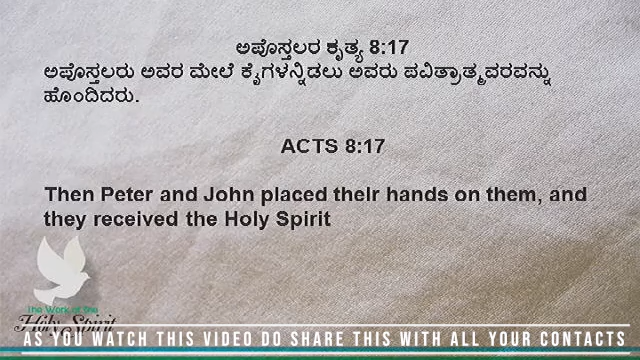 ಅಪೊಸ್ತಲರ ಕೃತ್ಯ 8:17
ಅಪೊಸ್ತಲರು ಅವರ ಮೇಲೆ ಕೈಗಳನ್ನಿಡಲು ಅವರು ಪವಿತ್ರಾತ್ಮವರವನ್ನು
ಹೊಂದಿದರು.
ACTS 8:17
Then Peter and John placed their hands on them, and
they received the Holy Spirit
The Work of the
Holy Spirit
AS YOU WATCH THIS VIDEO DO SHARE THIS WITH ALL YOUR CONTACTS